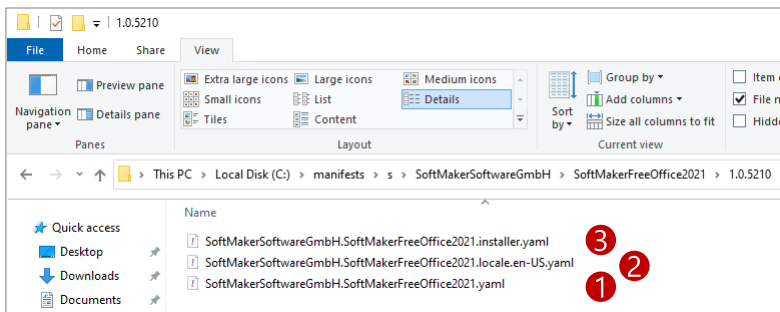 1.0.5210
File Home Share View
Preview pane
Details pane
Navigation
pane
Panes
Extra large icons Large icons Medium icons
Small icons List Details
Tiles Content
Layout
Sort
by
Group by
Add columns
Size all columns to fit
Current view
Item
File n
Hidd
This PC > Local Disk (C:) > manifests > s > SoftMakerSoftwareGmbH > SoftMakerFreeOffice2021 > 1.0.5210
Name
Quick access
Desktop
Downloads
Documents
SoftMakerSoftwareGmbH.SoftMakerFreeOffice2021.installer.yaml 3
SoftMakerSoftwareGmbH.SoftMakerFreeOffice2021.locale.en-US.yaml 2
SoftMakerSoftwareGmbH.SoftMakerFreeOffice2021.yaml 1